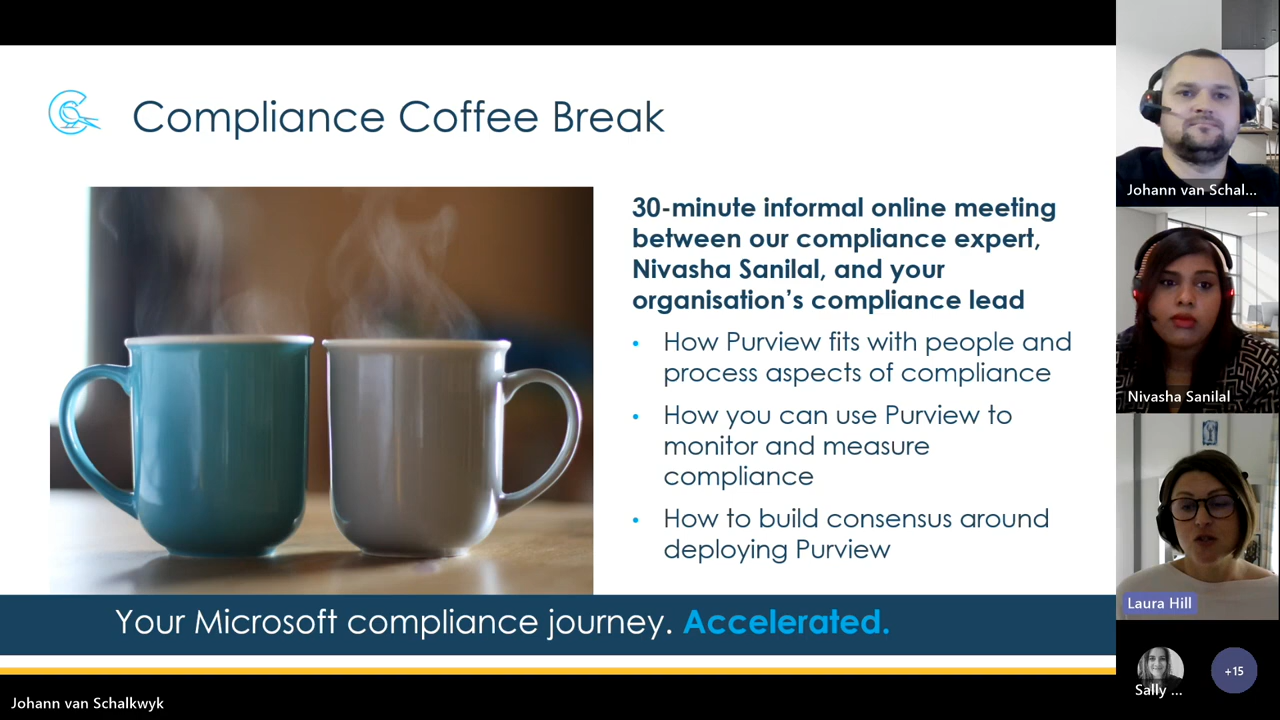 Compliance Coffee Break
30-minute informal online meeting
between our compliance expert,
Nivasha Sanilal, and your
organisation’s compliance lead
• How Purview fits with people and
process aspects of compliance
• How you can use Purview to
monitor and measure
compliance
• How to build consensus around
deploying Purview
Your Microsoft compliance journey. Accelerated.
Johann van Schalkwyk
Johann van Schal...
Nivasha Sanilal
Laura Hill
Sally ...
+15